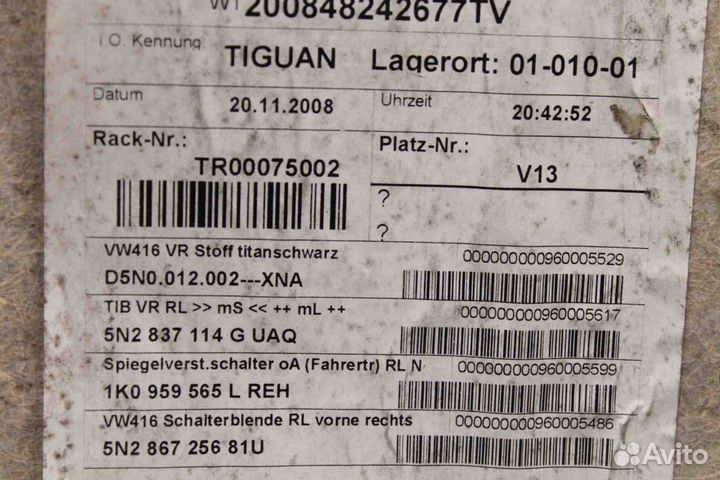 WT 200848242677TV
I.O. Kennung: TIGUAN Lagerort: 01-010-01
Datum 20.11.2008 Uhrzeit 20:42:52
Rack-Nr.: TR00075002 Platz-Nr.: V13
?
?
VW416 VR Stoff titanschwarz 000000000960005529
D5N0.012.002---XNA
TIB VR RL >> mS << ++ mL ++ 000000000960005617
5N2 837 114 G UAQ
Spiegelverst.schalter oA (Fahrertr) RL N 000000000960005599
1K0 959 565 L REH
VW416 Schalterblende RL vorne rechts 000000000960005486
5N2 867 256 81U
Avito